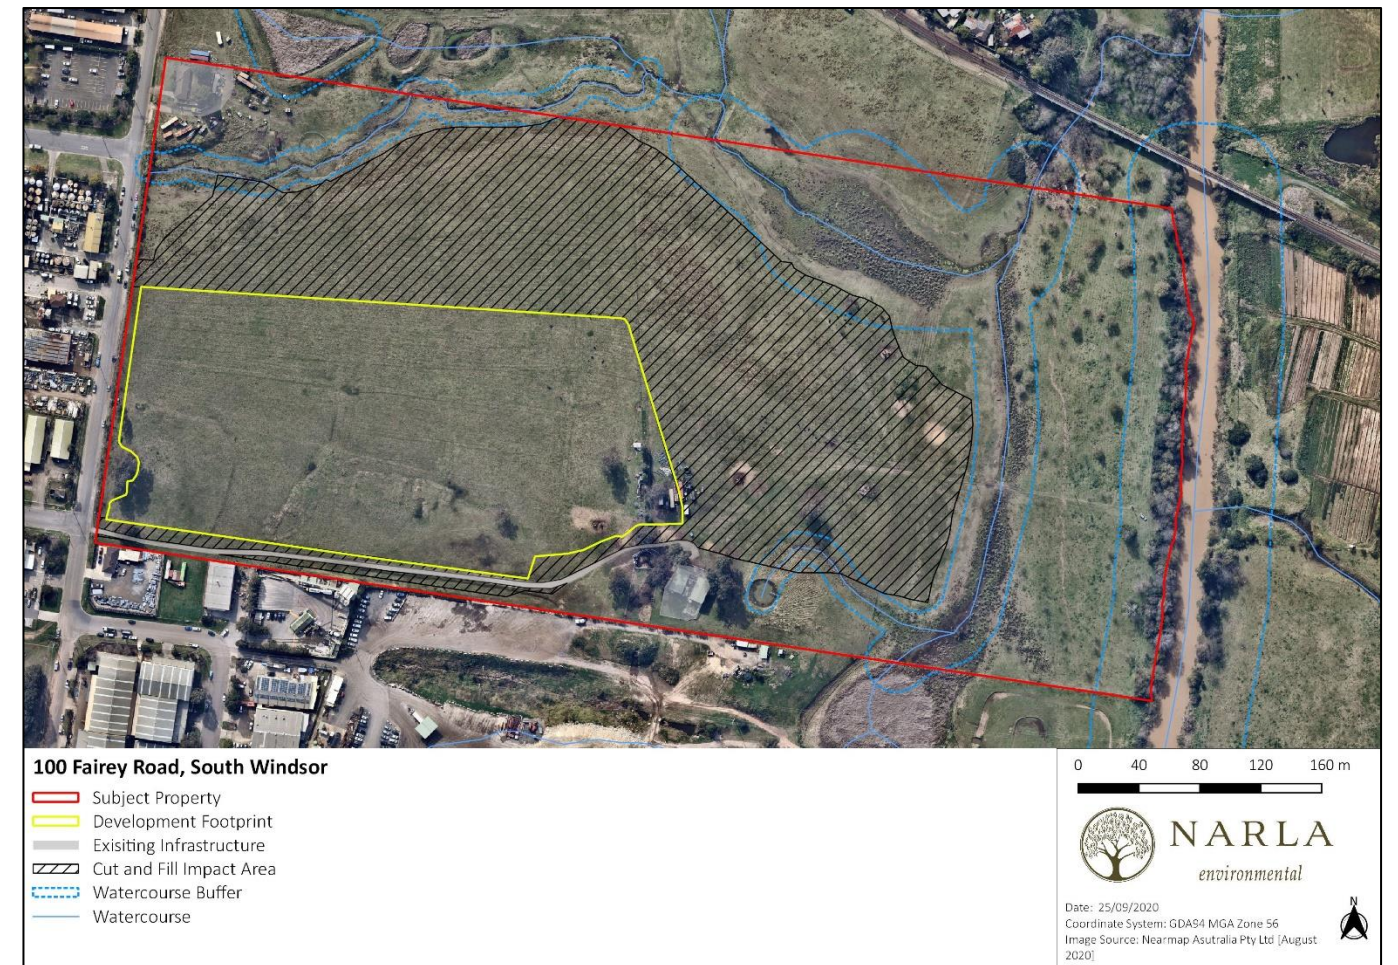 100 Fairey Road, South Windsor
Subject Property
Development Footprint
Exisiting Infrastructure
Cut and Fill Impact Area
Watercourse Buffer
Watercourse
0 40 80 120 160 m
NARLA
environmental
Date: 25/09/2020
Coordinate System: GDA94 MGA Zone 56
Image Source: Nearmap Asutralia Pty Ltd [August
2020]
N